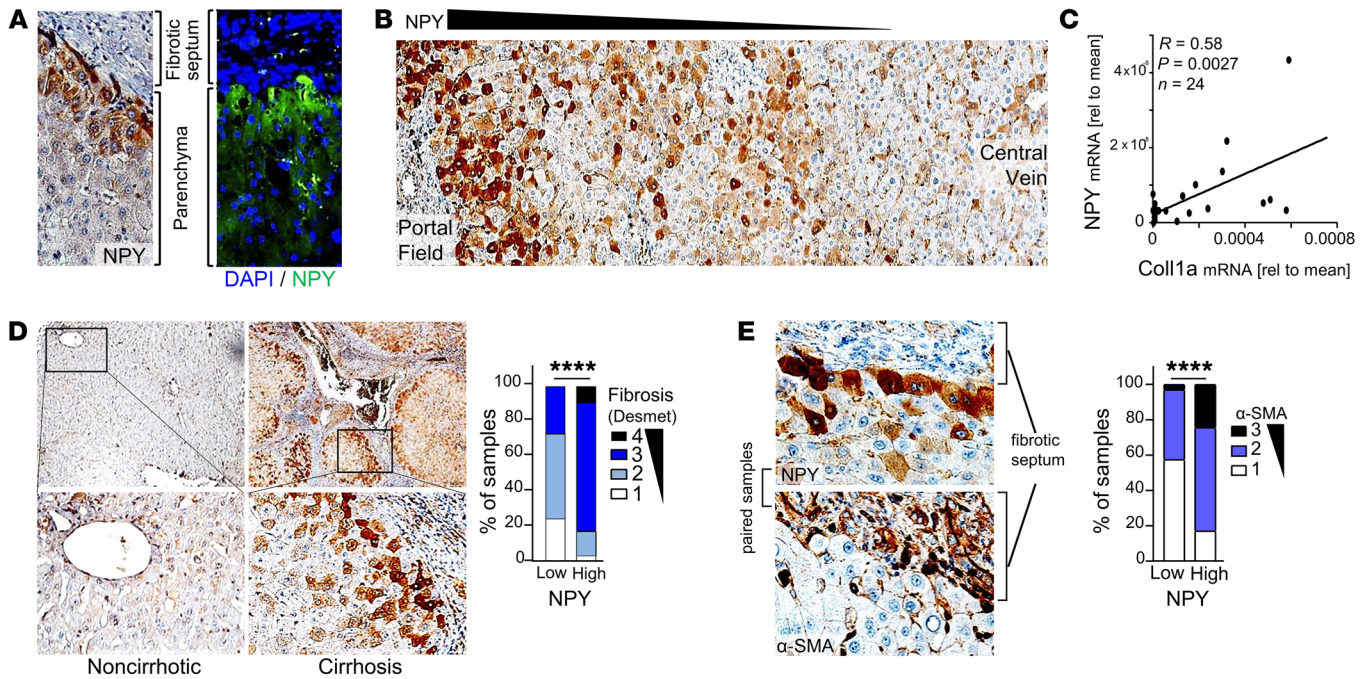 A
Fibrotic
septum
Parenchyma
NPY
DAPI / NPY
B
NPY
Portal
Field
Central
Vein
C
R = 0.58
P = 0.0027
n = 24
NPY mRNA [rel to mean]
0
0
0.0004
0.0008
Coll1a mRNA [rel to mean]
D
Noncirrhotic
Cirrhosis
% of samples
100
80
60
40
20
0
****
Low High
NPY
Fibrosis
(Desmet)
4
3
2
1
E
paired samples
NPY
α-SMA
fibrotic
septum
% of samples
100
80
60
40
20
0
****
Low High
NPY
α-SMA
3
2
1